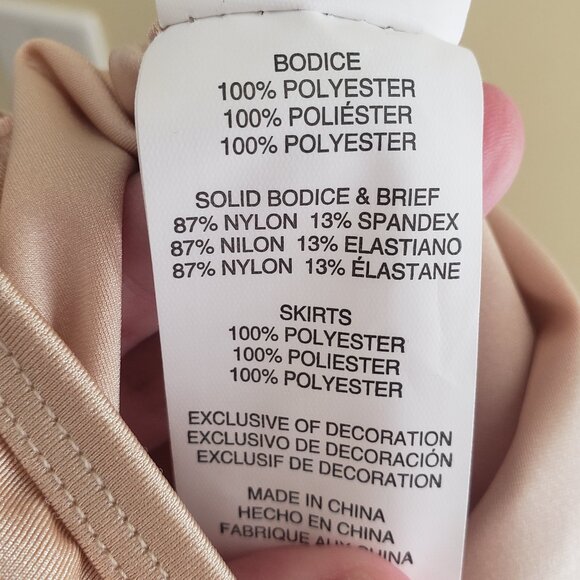 BODICE
100% POLYESTER
100% POLIÉSTER
100% POLYESTER
SOLID BODICE & BRIEF
87% NYLON 13% SPANDEX
87% NILON 13% ELASTIANO
87% NYLON 13% ÉLASTANE
SKIRTS
100% POLYESTER
100% POLIESTER
100% POLYESTER
EXCLUSIVE OF DECORATION
EXCLUSIVO DE DECORACIÓN
EXCLUSIF DE DECORATION
MADE IN CHINA
HECHO EN CHINA
FABRIQUE AUX CHINA